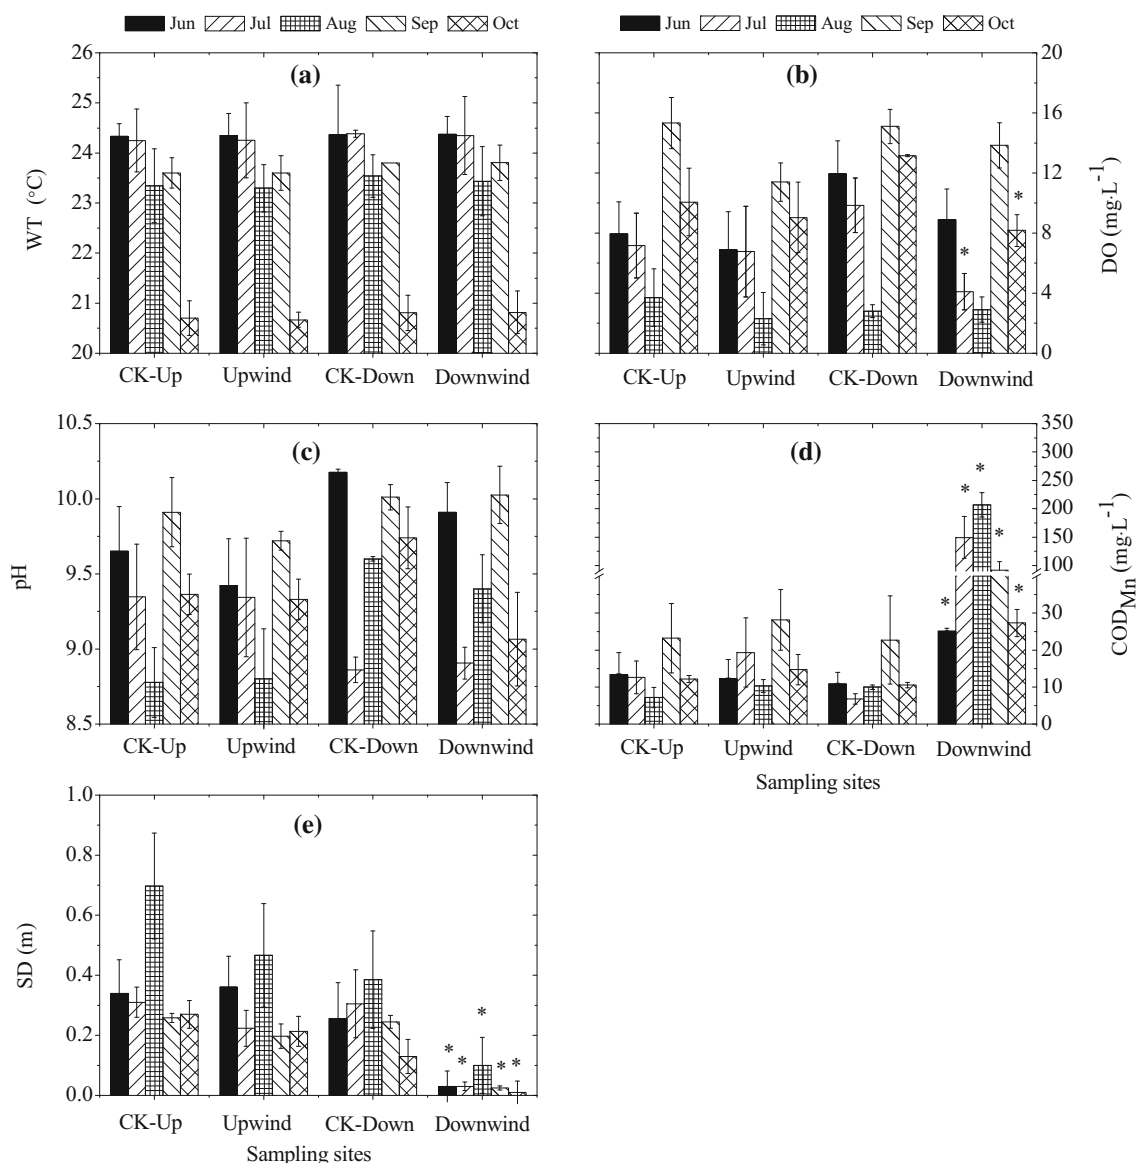 Jun Jul Aug Sep Oct
Jun Jul Aug Sep Oct
(a)
WT (°C)
26
25
24
23
22
21
20
CK-Up Upwind CK-Down Downwind
(b)
DO (mg·L⁻¹)
20
16
12
8
4
0
* *
CK-Up Upwind CK-Down Downwind
(c)
pH
10.5
10.0
9.5
9.0
8.5
CK-Up Upwind CK-Down Downwind
(d)
COD_Mn (mg·L⁻¹)
350
300
250
200
150
100
30
20
10
0
* * * * *
CK-Up Upwind CK-Down Downwind
Sampling sites
(e)
SD (m)
1.0
0.8
0.6
0.4
0.2
0.0
* * * * *
CK-Up Upwind CK-Down Downwind
Sampling sites